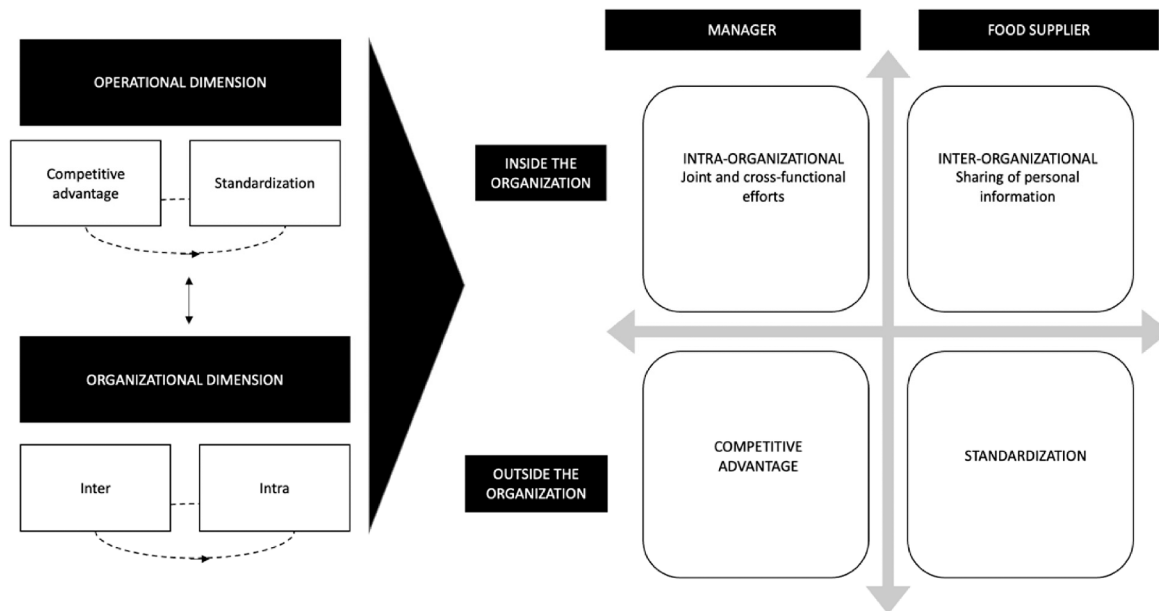 OPERATIONAL DIMENSION
Competitive
advantage
Standardization
ORGANIZATIONAL DIMENSION
Inter
Intra
MANAGER
FOOD SUPPLIER
INSIDE THE
ORGANIZATION
INTRA-ORGANIZATIONAL
Joint and cross-functional
efforts
INTER-ORGANIZATIONAL
Sharing of personal
information
OUTSIDE THE
ORGANIZATION
COMPETITIVE
ADVANTAGE
STANDARDIZATION